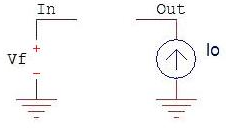 In Out
Vf + -
Io